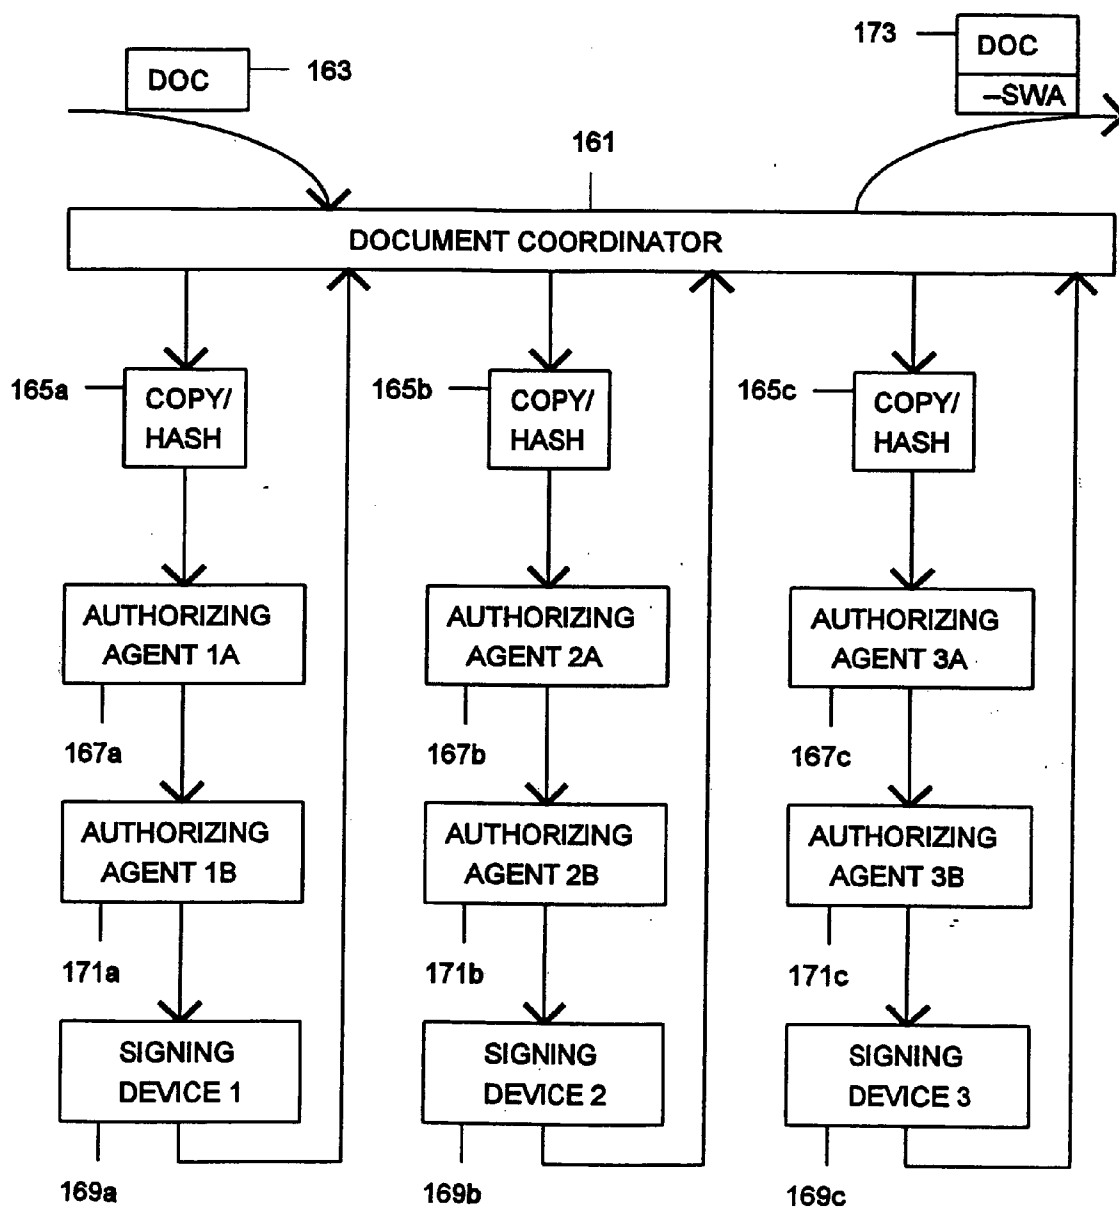 173
DOC
–SWA
DOC
163
161
DOCUMENT COORDINATOR
165a
COPY/
HASH
165b
COPY/
HASH
165c
COPY/
HASH
AUTHORIZING
AGENT 1A
AUTHORIZING
AGENT 2A
AUTHORIZING
AGENT 3A
167a
167b
167c
AUTHORIZING
AGENT 1B
AUTHORIZING
AGENT 2B
AUTHORIZING
AGENT 3B
171a
171b
171c
SIGNING
DEVICE 1
SIGNING
DEVICE 2
SIGNING
DEVICE 3
169a
169b
169c